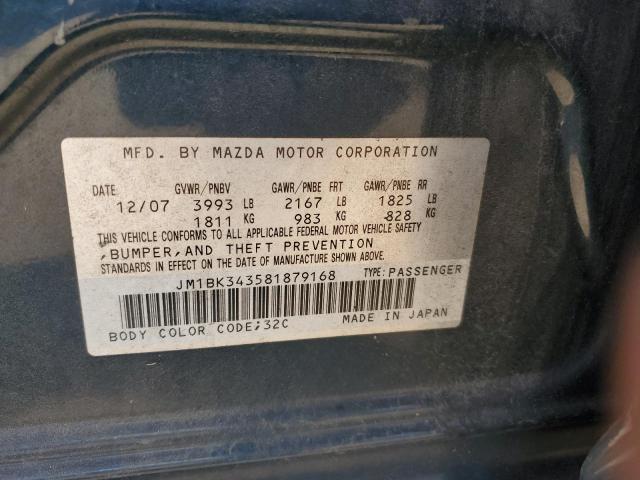 MFD. BY MAZDA MOTOR CORPORATION
DATE GVWR/PNBV GAWR/PNBE FRT GAWR/PNBE RR
12/07 3993 LB 2167 LB 1825 LB
1811 KG 983 KG 828 KG
THIS VEHICLE CONFORMS TO ALL APPLICABLE FEDERAL MOTOR VEHICLE SAFETY
,BUMPER,AND THEFT PREVENTION
STANDARDS IN EFFECT ON THE DATE OF MANUFACTURE SHOWN ABOVE.
JM1BK343581879168 TYPE:PASSENGER
BODY COLOR CODE;32C MADE IN JAPAN